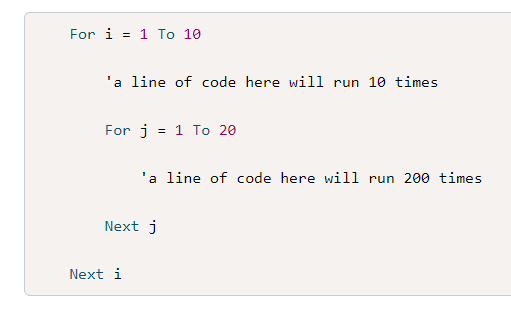 For i = 1 To 10
'a line of code here will run 10 times
For j = 1 To 20
'a line of code here will run 200 times
Next j
Next i